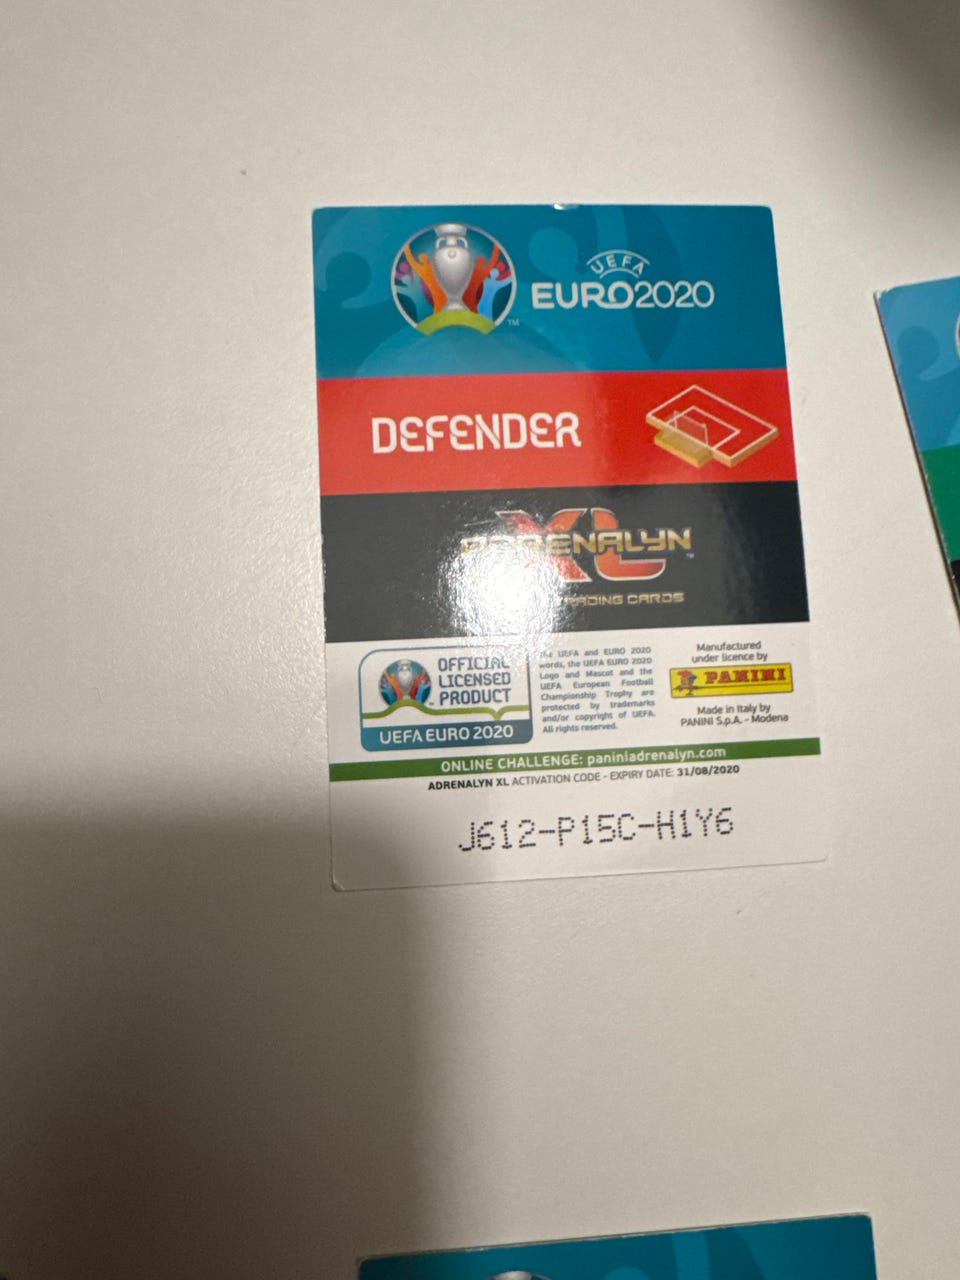 UEFA
EURO2020
TM
DEFENDER
ADRENALYN
XL
TM
TRADING CARDS
OFFICIAL
LICENSED
PRODUCT
UEFA EURO 2020
The UEFA and EURO 2020
words, the UEFA EURO 2020
Logo and Mascot and the
UEFA European Football
Championship Trophy are
protected by trademarks
and/or copyright of UEFA.
All rights reserved.
Manufactured
under licence by
PANINI
Made in Italy by
PANINI S.p.A. - Modena
ONLINE CHALLENGE: paniniadrenalyn.com
ADRENALYN XL ACTIVATION CODE - EXPIRY DATE: 31/08/2020
J612-P15C-H1Y6